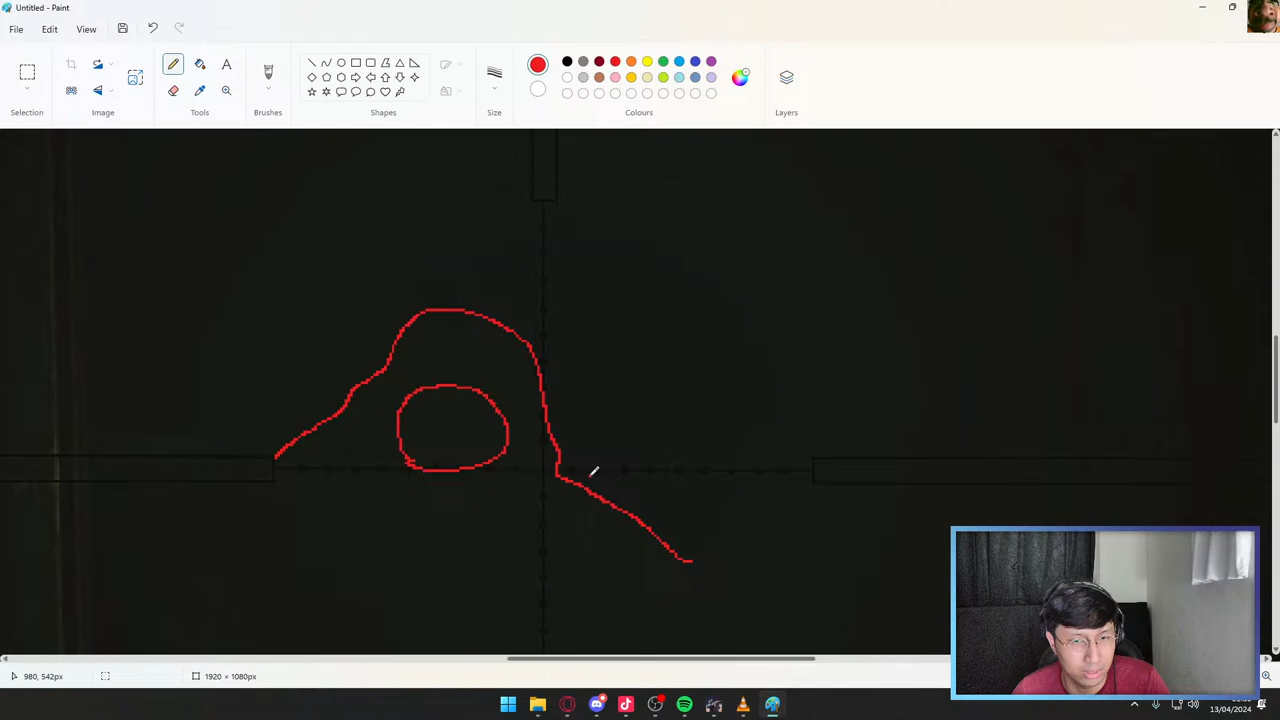 Untitled - Paint
File Edit View
Selection Image Tools Brushes Shapes Size Colours Layers
980, 542px 1920 × 1080px
13/04/2024